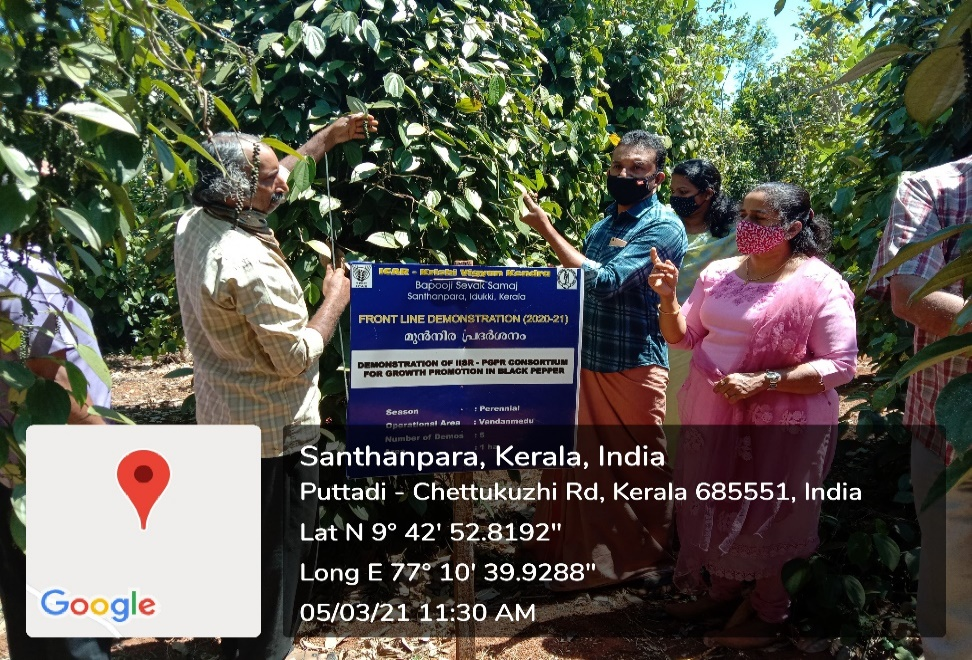 ICAR - Krishi Vigyan Kendra
Bapooji Sevak Samaj
Santhanpara, Idukki, Kerala
FRONT LINE DEMONSTRATION (2020-21)
മുൻനിര പ്രദർശനം
DEMONSTRATION OF IISR - PGPR CONSORTIUM
FOR GROWTH PROMOTION IN BLACK PEPPER
Season : Perennial
Operational Area : Vandanmedu
Number of Demos : 5
: 1 ha
Santhanpara, Kerala, India
Puttadi - Chettukuzhi Rd, Kerala 685551, India
Lat N 9° 42' 52.8192"
Long E 77° 10' 39.9288"
05/03/21 11:30 AM
Google